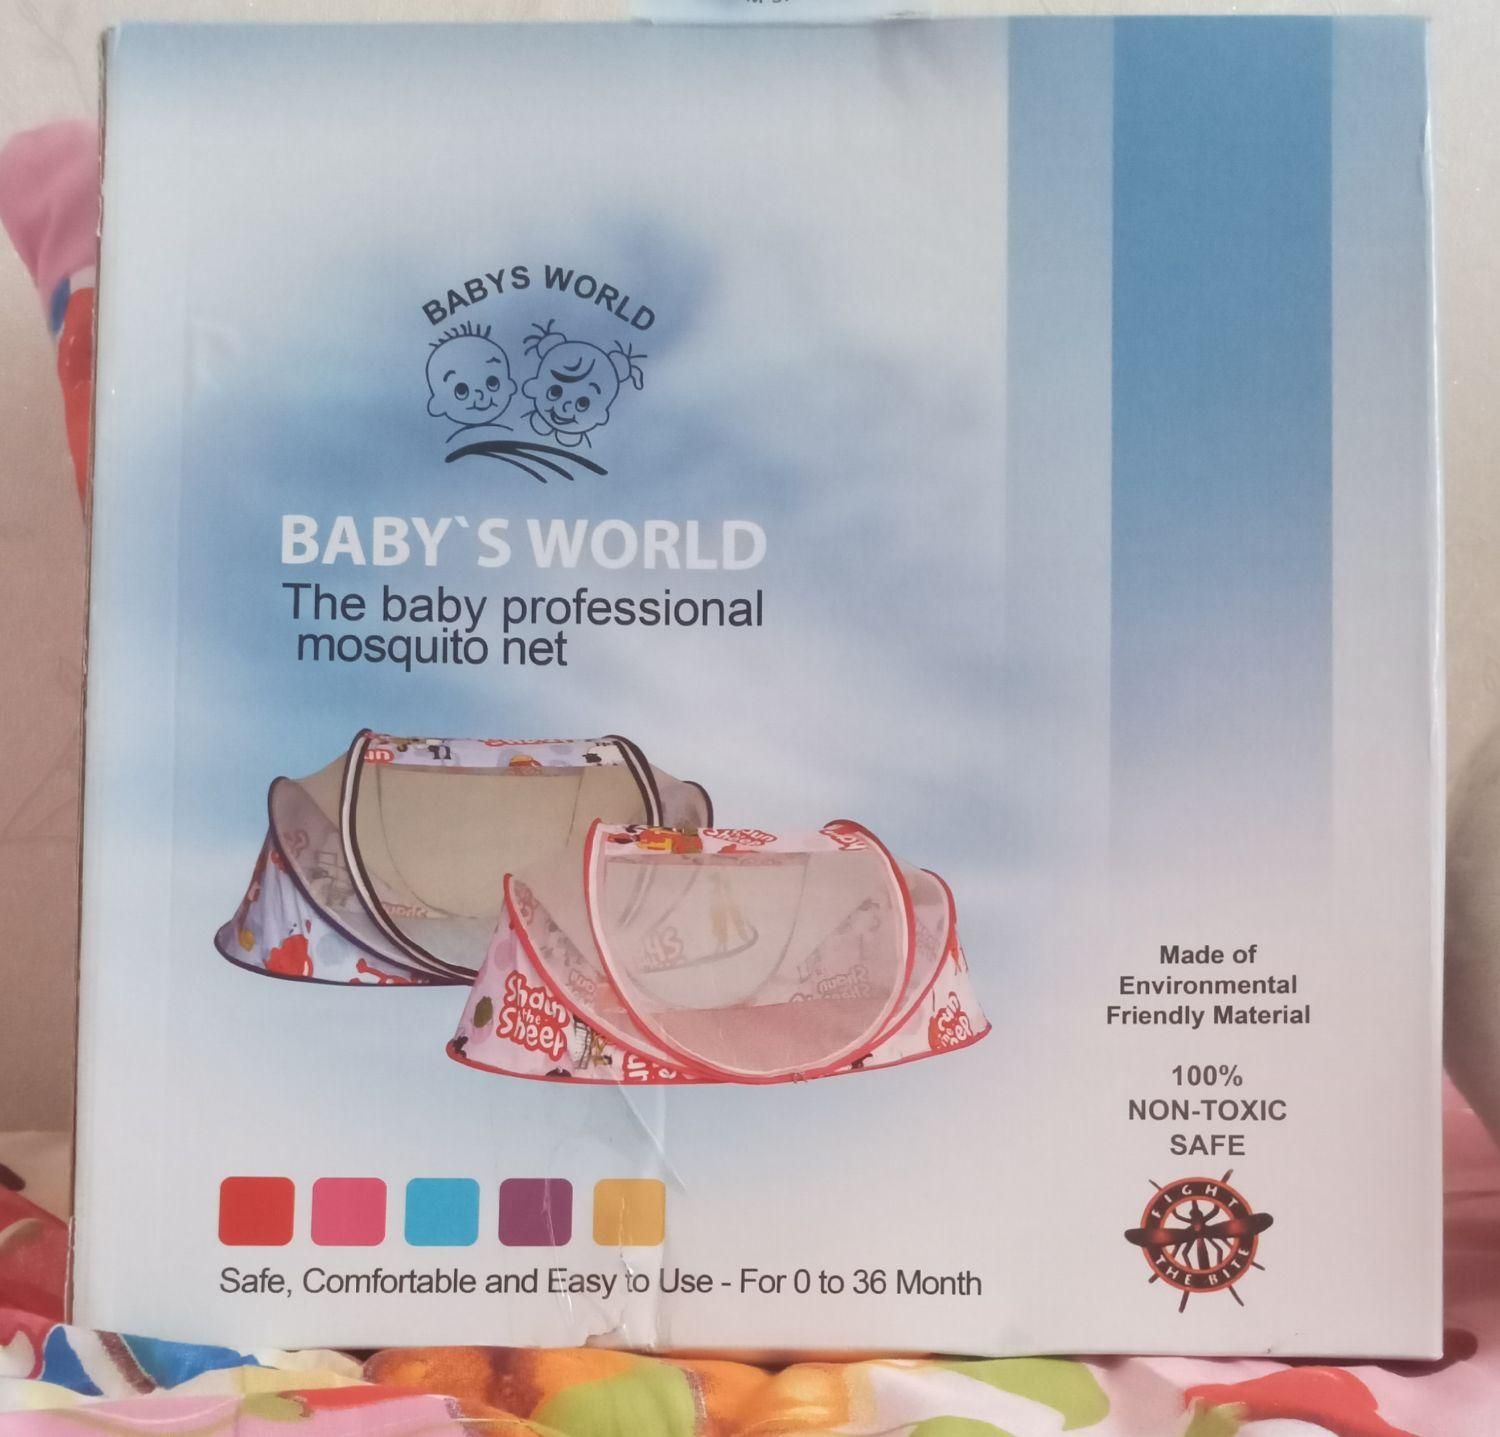 BABYS WORLD
BABY`S WORLD
The baby professional
mosquito net
Shaun
the
Sheep
Made of
Environmental
Friendly Material
100%
NON-TOXIC
SAFE
FIGHT
THE BITE
Safe, Comfortable and Easy to Use - For 0 to 36 Month